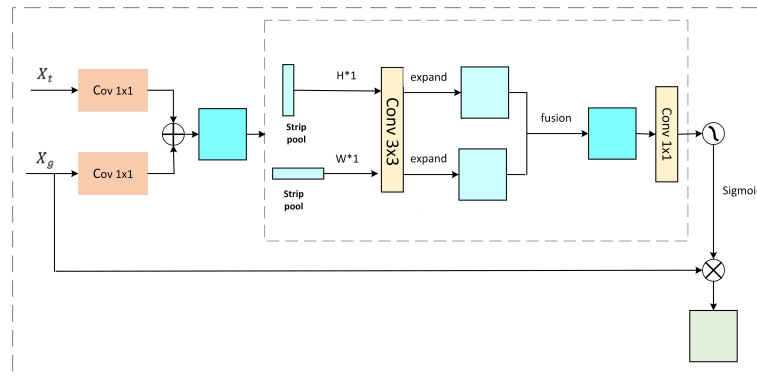 X_t
Cov 1x1
X_g
Cov 1x1
H*1
Strip
pool
W*1
Strip
pool
Conv 3x3
expand
expand
fusion
Conv 1x1
Sigmoi